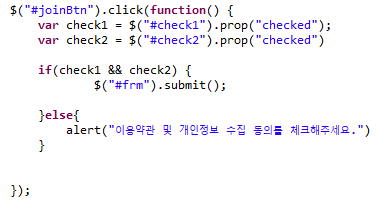 $("#joinBtn").click(function() {
var check1 = $("#check1").prop("checked");
var check2 = $("#check2").prop("checked")
if(check1 && check2) {
$("#frm").submit();
}else{
alert("이용약관 및 개인정보 수집 동의를 체크해주세요.")
}
});